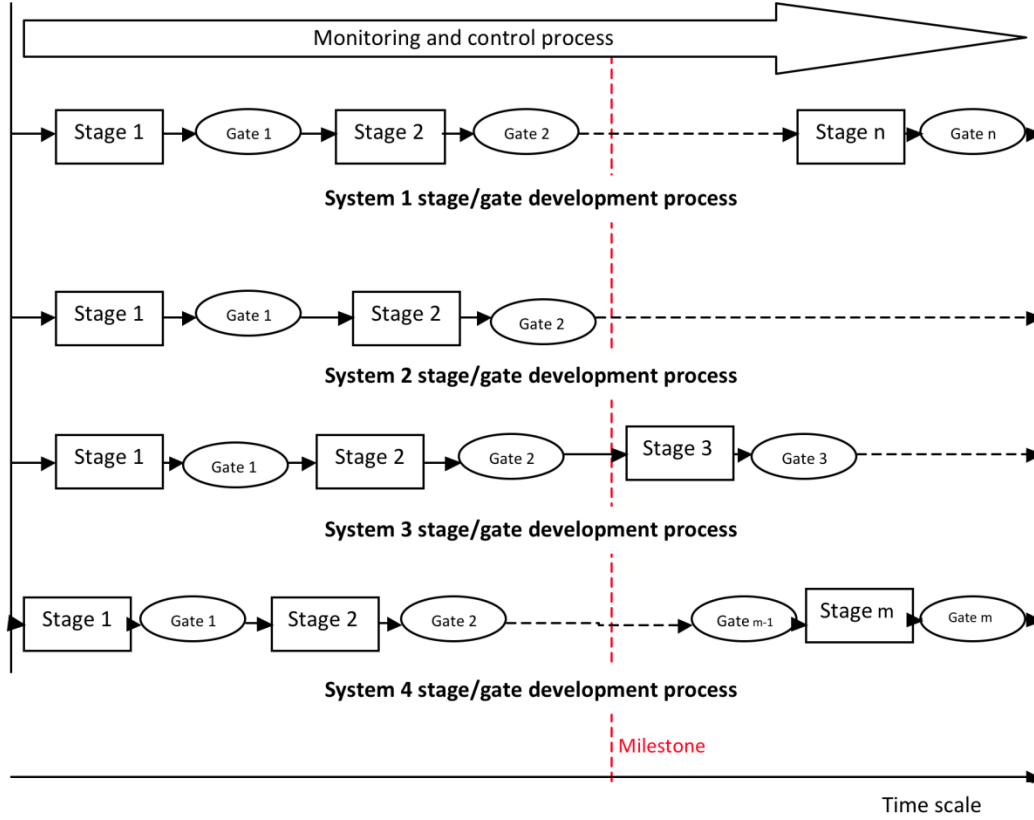 Monitoring and control process
Stage 1
Gate 1
Stage 2
Gate 2
Stage n
Gate n
System 1 stage/gate development process
Stage 1
Gate 1
Stage 2
Gate 2
System 2 stage/gate development process
Stage 1
Gate 1
Stage 2
Gate 2
Stage 3
Gate 3
System 3 stage/gate development process
Stage 1
Gate 1
Stage 2
Gate 2
Gate m-1
Stage m
Gate m
System 4 stage/gate development process
Milestone
Time scale